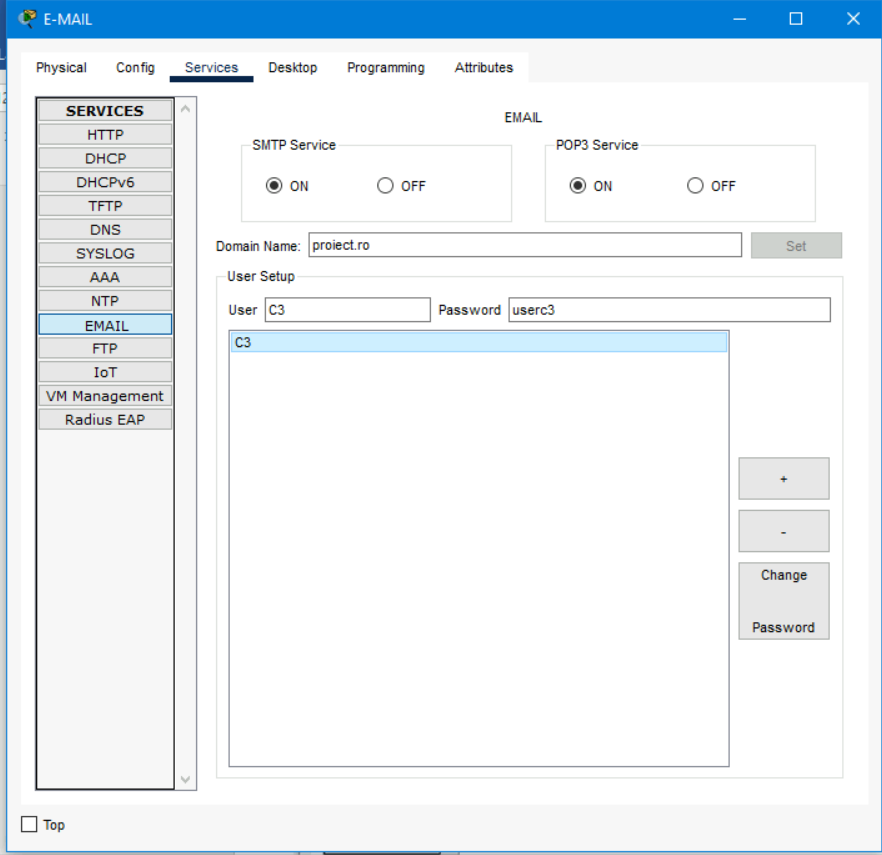 E-MAIL
Physical Config Services Desktop Programming Attributes
SERVICES
HTTP
DHCP
DHCPv6
TFTP
DNS
SYSLOG
AAA
NTP
EMAIL
FTP
IoT
VM Management
Radius EAP
EMAIL
SMTP Service
ON OFF
POP3 Service
ON OFF
Domain Name: proiect.ro Set
User Setup
User C3 Password userc3
C3
+
-
Change
Password
Top